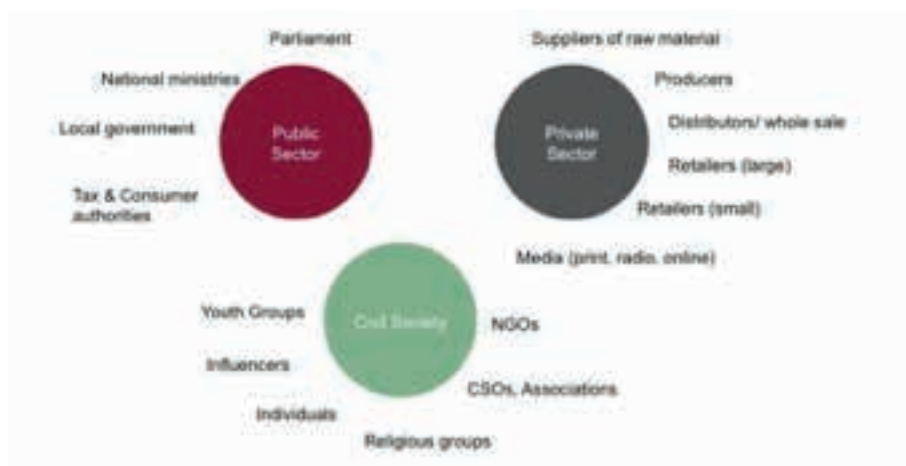 Parliament
National ministries
Local government
Tax & Consumer
authorities
Public
Sector
Suppliers of raw material
Producers
Distributors/ whole sale
Retailers (large)
Retailers (small)
Private
Sector
Media (print, radio, online)
Youth Groups
Influencers
Individuals
Religious groups
CSOs, Associations
NGOs
Civil Society